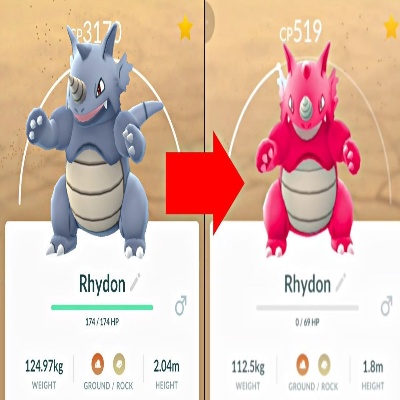 CP3170
Rhydon
174 / 174 HP
124.97kg
WEIGHT
GROUND / ROCK
2.04m
HEIGHT
CP519
Rhydon
0 / 69 HP
112.5kg
WEIGHT
GROUND / ROCK
1.8m
HEIGHT